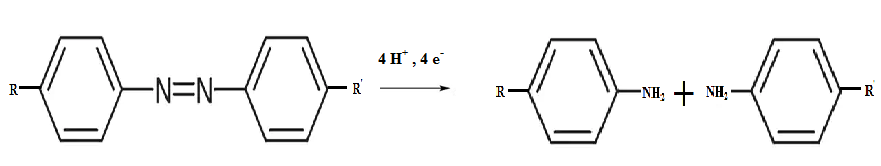 R N=N R' 4 H⁺ , 4 e⁻ R NH₂ + NH₂ R'